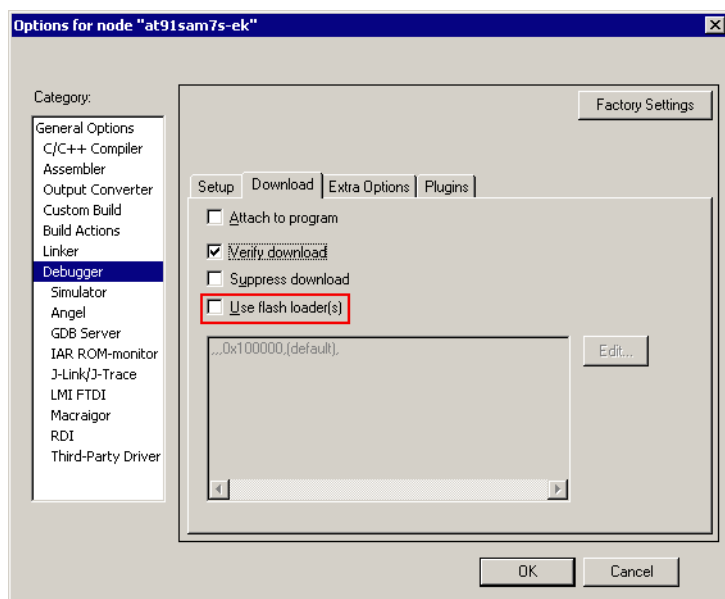 Options for node "at91sam7s-ek"
Category:
Factory Settings
General Options
C/C++ Compiler
Assembler
Output Converter
Custom Build
Build Actions
Linker
Debugger
Simulator
Angel
GDB Server
IAR ROM-monitor
J-Link/J-Trace
LMI FTDI
Macraigor
RDI
Third-Party Driver
Setup Download Extra Options Plugins
Attach to program
Verify download
Suppress download
Use flash loader(s)
,,,0x100000,(default),
Edit...
OK Cancel